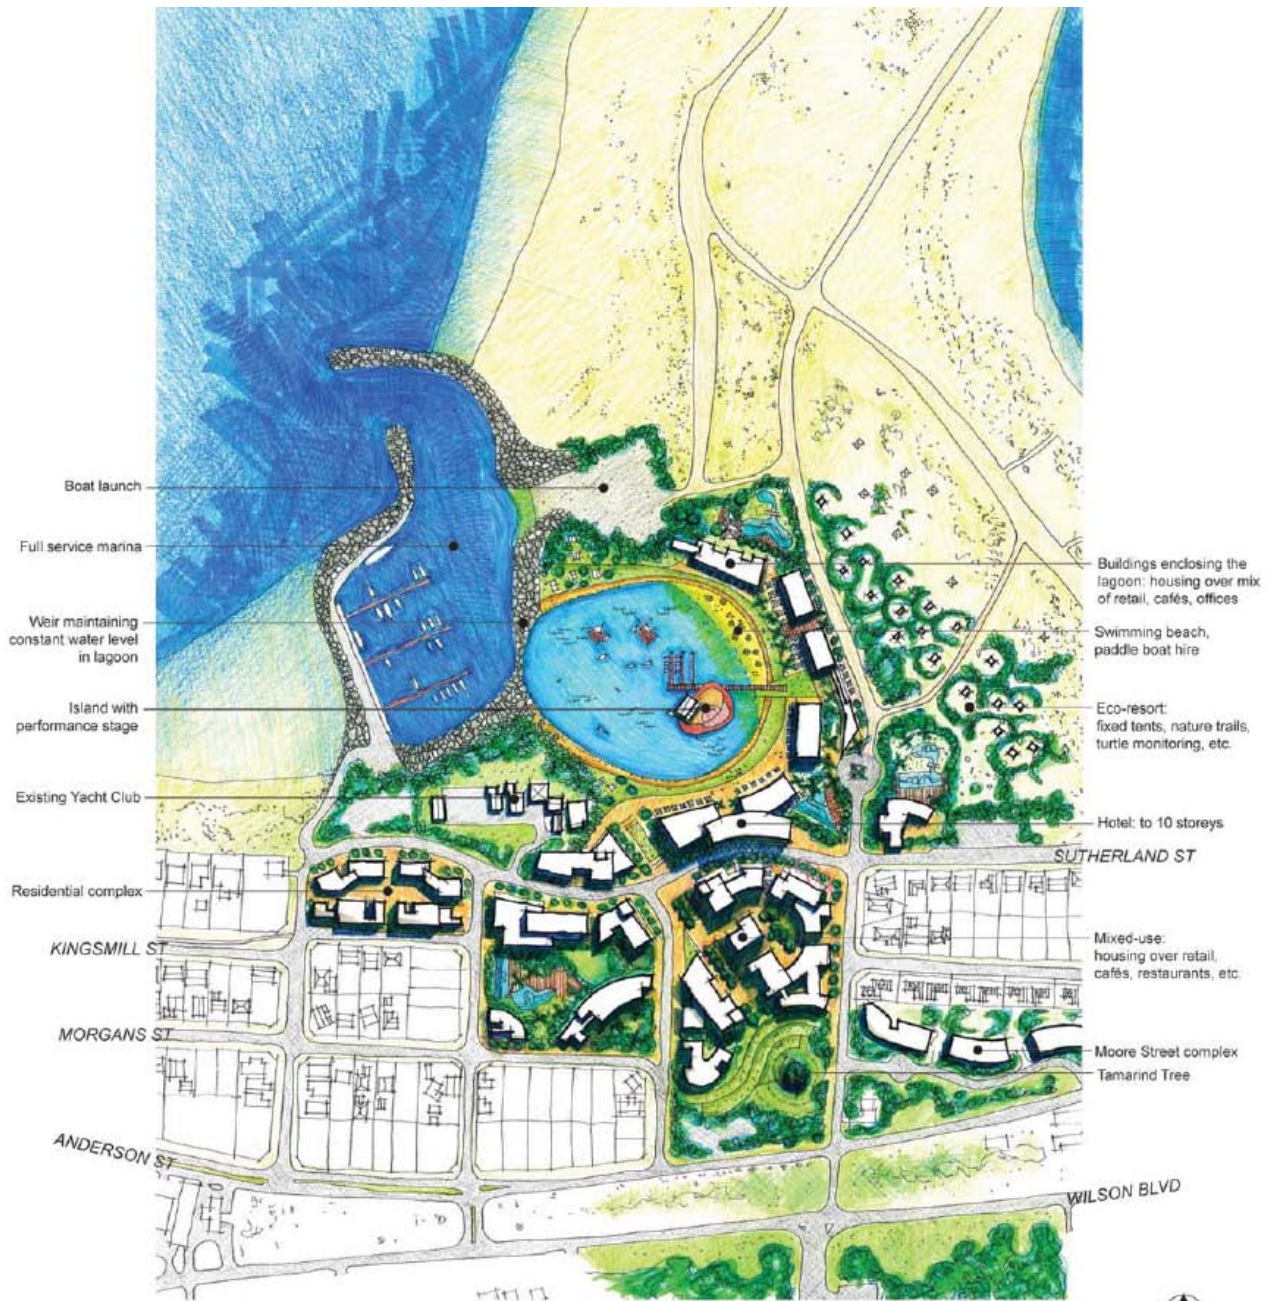 Boat launch
Full service marina
Weir maintaining
constant water level
in lagoon
Island with
performance stage
Existing Yacht Club
Residential complex
KINGSMILL ST
MORGANS ST
ANDERSON ST
Buildings enclosing the
lagoon: housing over mix
of retail, cafés, offices
Swimming beach,
paddle boat hire
Eco-resort:
fixed tents, nature trails,
turtle monitoring, etc.
Hotel: to 10 storeys
SUTHERLAND ST
Mixed-use:
housing over retail,
cafés, restaurants, etc.
Moore Street complex
Tamarind Tree
WILSON BLVD